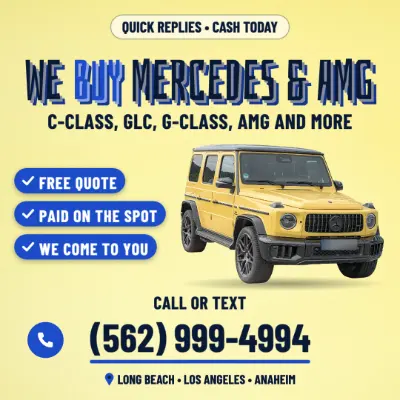 QUICK REPLIES • CASH TODAY
WE BUY MERCEDES & AMG
C-CLASS, GLC, G-CLASS, AMG AND MORE
FREE QUOTE
PAID ON THE SPOT
WE COME TO YOU
CALL OR TEXT
(562) 999-4994
LONG BEACH • LOS ANGELES • ANAHEIM